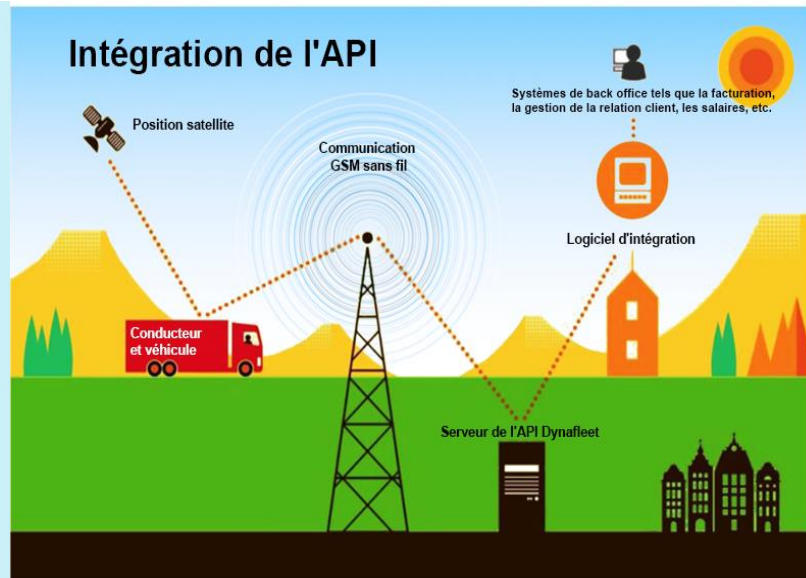 Intégration de l'API
Systèmes de back office tels que la facturation,
la gestion de la relation client, les salaires, etc.
Position satellite
Communication
GSM sans fil
Logiciel d'intégration
Conducteur
et véhicule
Serveur de l'API Dynafleet